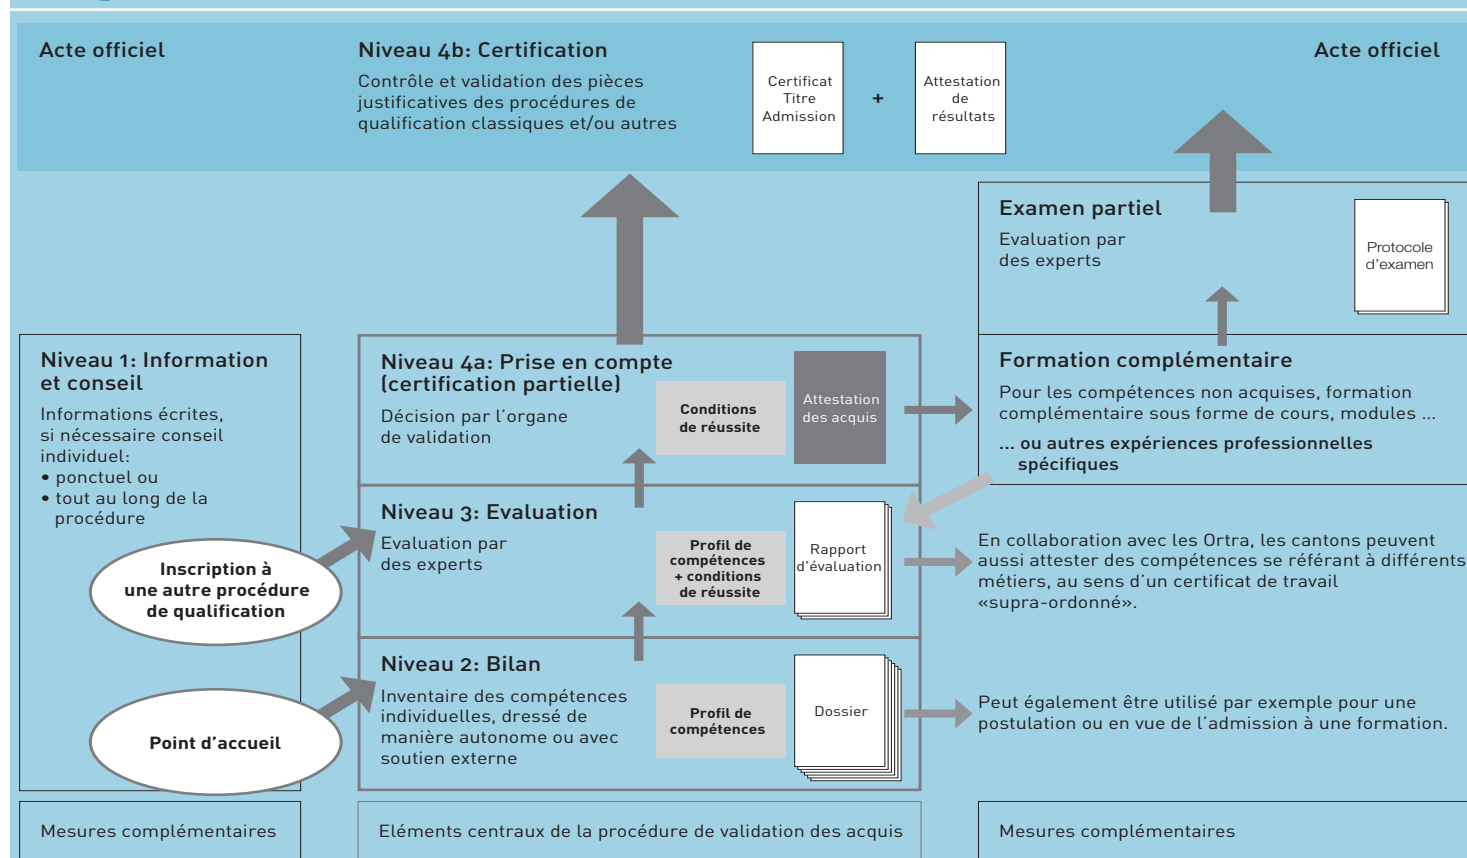 Acte officiel
Niveau 4b: Certification
Contrôle et validation des pièces
justificatives des procédures de
qualification classiques et/ou autres
Certificat
Titre
Admission
+
Attestation
de
résultats
Acte officiel
Examen partiel
Evaluation par
des experts
Protocole
d'examen
Niveau 1: Information
et conseil
Informations écrites,
si nécessaire conseil
individuel:
• ponctuel ou
• tout au long de la
procédure
Inscription à
une autre procédure
de qualification
Point d'accueil
Niveau 4a: Prise en compte
(certification partielle)
Décision par l'organe
de validation
Conditions
de réussite
Attestation
des acquis
Formation complémentaire
Pour les compétences non acquises, formation
complémentaire sous forme de cours, modules ...
... ou autres expériences professionnelles
spécifiques
Niveau 3: Evaluation
Evaluation par
des experts
Profil de
compétences
+ conditions
de réussite
Rapport
d'évaluation
En collaboration avec les Ortra, les cantons peuvent
aussi attester des compétences se référant à différents
métiers, au sens d'un certificat de travail
«supra-ordonné».
Niveau 2: Bilan
Inventaire des compétences
individuelles, dressé de
manière autonome ou avec
soutien externe
Profil de
compétences
Dossier
Peut également être utilisé par exemple pour une
postulation ou en vue de l'admission à une formation.
Mesures complémentaires
Eléments centraux de la procédure de validation des acquis
Mesures complémentaires